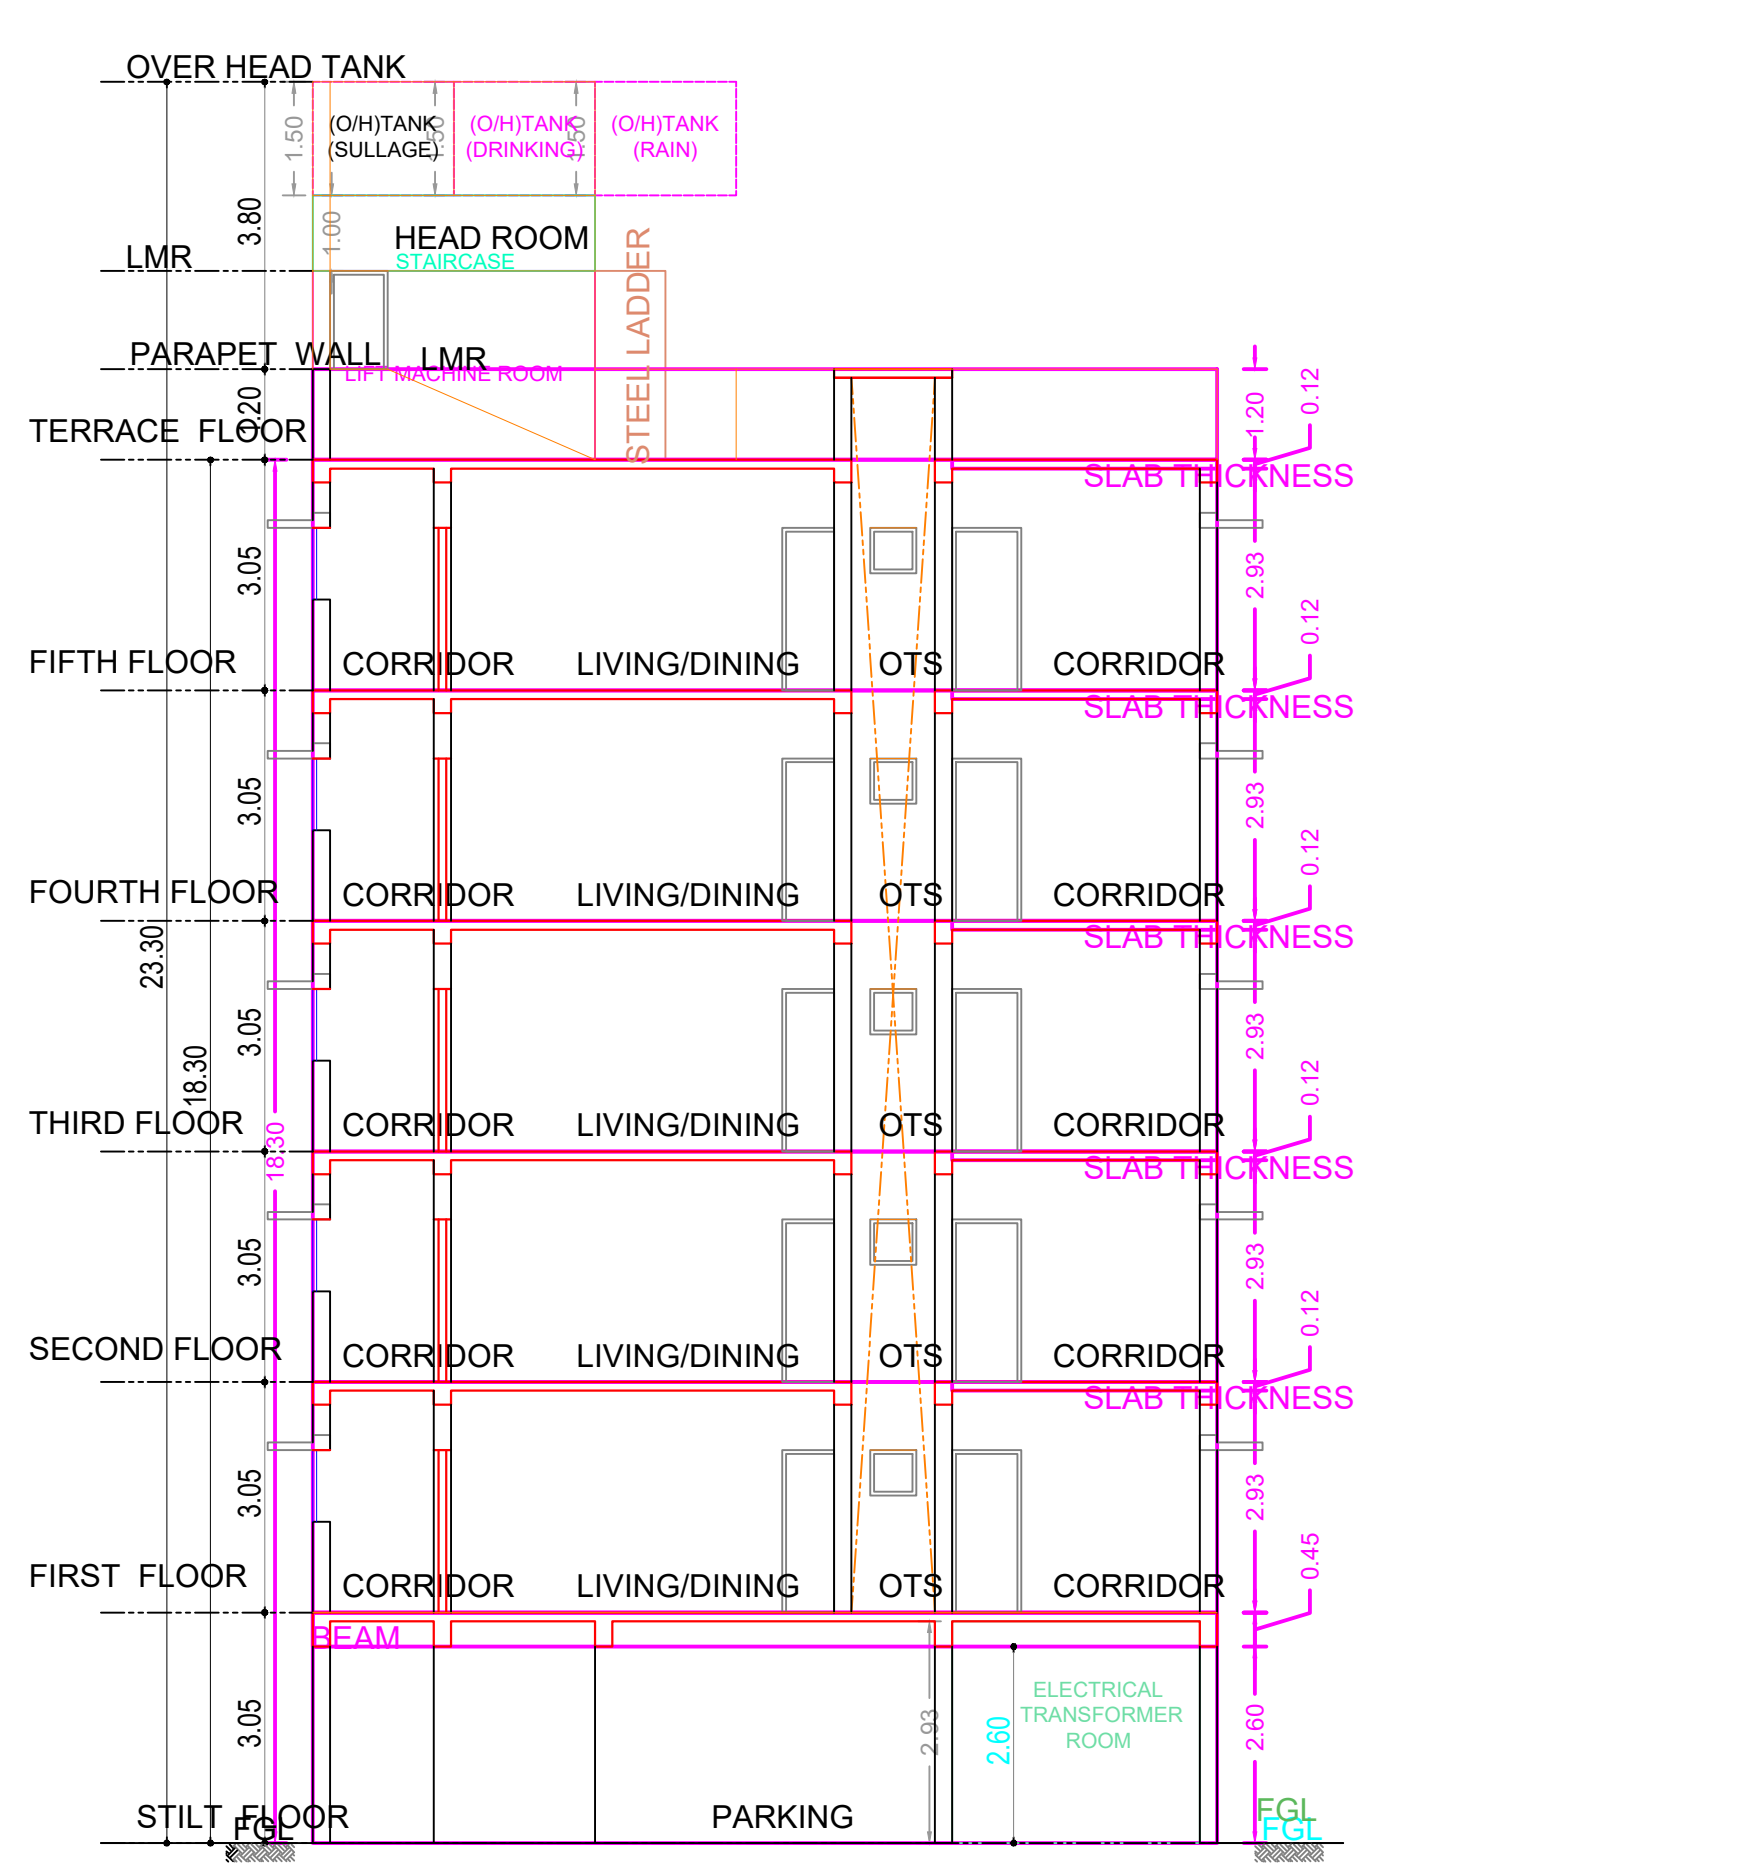 OVER HEAD TANK
1.50
1.50
1.50
(O/H)TANK
(SULLAGE)
(O/H)TANK
(DRINKING)
(O/H)TANK
(RAIN)
3.80
1.00
HEAD ROOM
STAIRCASE
LMR
STEEL LADDER
PARAPET WALL
LMR
LIFT MACHINE ROOM
1.20
1.20
0.12
TERRACE FLOOR
SLAB THICKNESS
3.05
2.93
0.12
FIFTH FLOOR
CORRIDOR
LIVING/DINING
OTS
CORRIDOR
SLAB THICKNESS
3.05
2.93
0.12
FOURTH FLOOR
CORRIDOR
LIVING/DINING
OTS
CORRIDOR
SLAB THICKNESS
23.30
18.30
3.05
2.93
0.12
THIRD FLOOR
CORRIDOR
LIVING/DINING
OTS
CORRIDOR
18.30
SLAB THICKNESS
3.05
2.93
0.12
SECOND FLOOR
CORRIDOR
LIVING/DINING
OTS
CORRIDOR
SLAB THICKNESS
3.05
2.93
0.45
FIRST FLOOR
CORRIDOR
LIVING/DINING
OTS
CORRIDOR
BEAM
3.05
2.93
2.60
ELECTRICAL
TRANSFORMER
ROOM
2.60
STILT FLOOR
FGL
PARKING
FGL
FGL